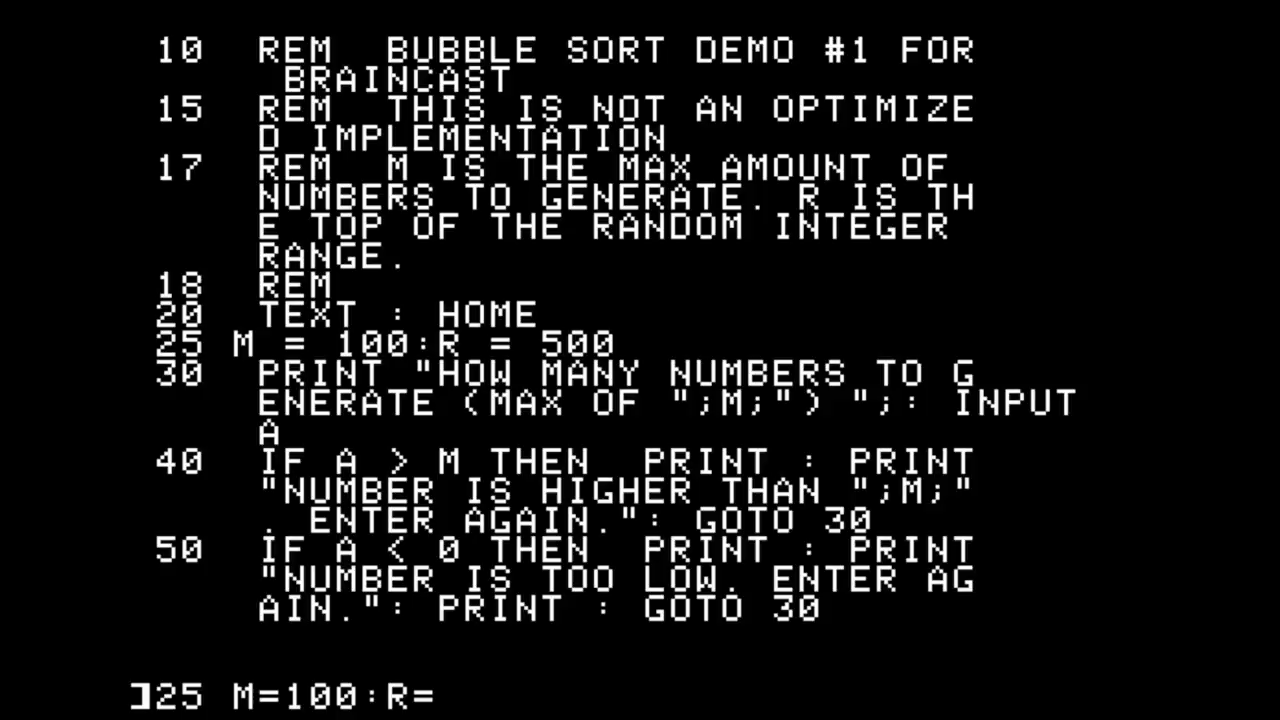 10 REM BUBBLE SORT DEMO #1 FOR
BRAINCAST
15 REM THIS IS NOT AN OPTIMIZE
D IMPLEMENTATION
17 REM M IS THE MAX AMOUNT OF
NUMBERS TO GENERATE. R IS TH
E TOP OF THE RANDOM INTEGER
RANGE.
18 REM
20 TEXT : HOME
25 M = 100:R = 500
30 PRINT "HOW MANY NUMBERS TO G
ENERATE (MAX OF ";M;") ";: INPUT
A
40 IF A > M THEN PRINT : PRINT
"NUMBER IS HIGHER THAN ";M;"
. ENTER AGAIN.": GOTO 30
50 IF A < 0 THEN PRINT : PRINT
"NUMBER IS TOO LOW. ENTER AG
AIN.": PRINT : GOTO 30
]25 M=100:R=